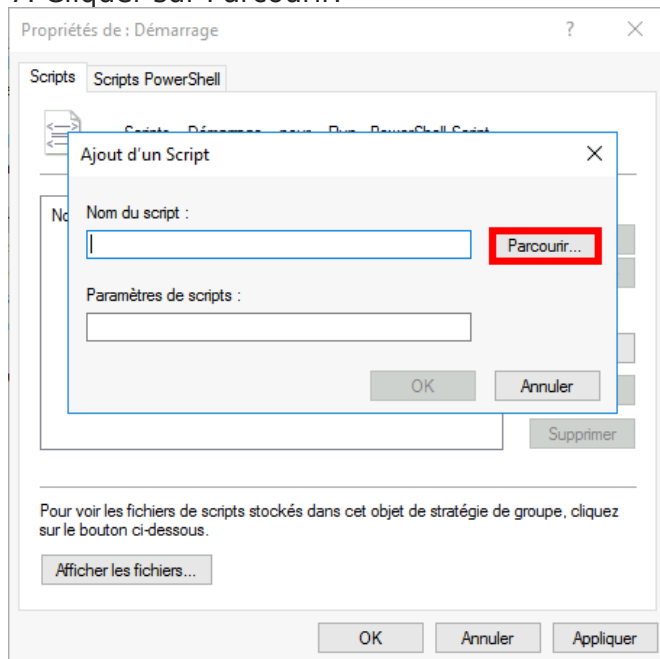 Propriétés de : Démarrage ? ×
Scripts Scripts PowerShell
Ajout d'un Script ×
Nom du script :
Parcourir...
Paramètres de scripts :
OK Annuler
Supprimer
Pour voir les fichiers de scripts stockés dans cet objet de stratégie de groupe, cliquez
sur le bouton ci-dessous.
Afficher les fichiers...
OK Annuler Appliquer